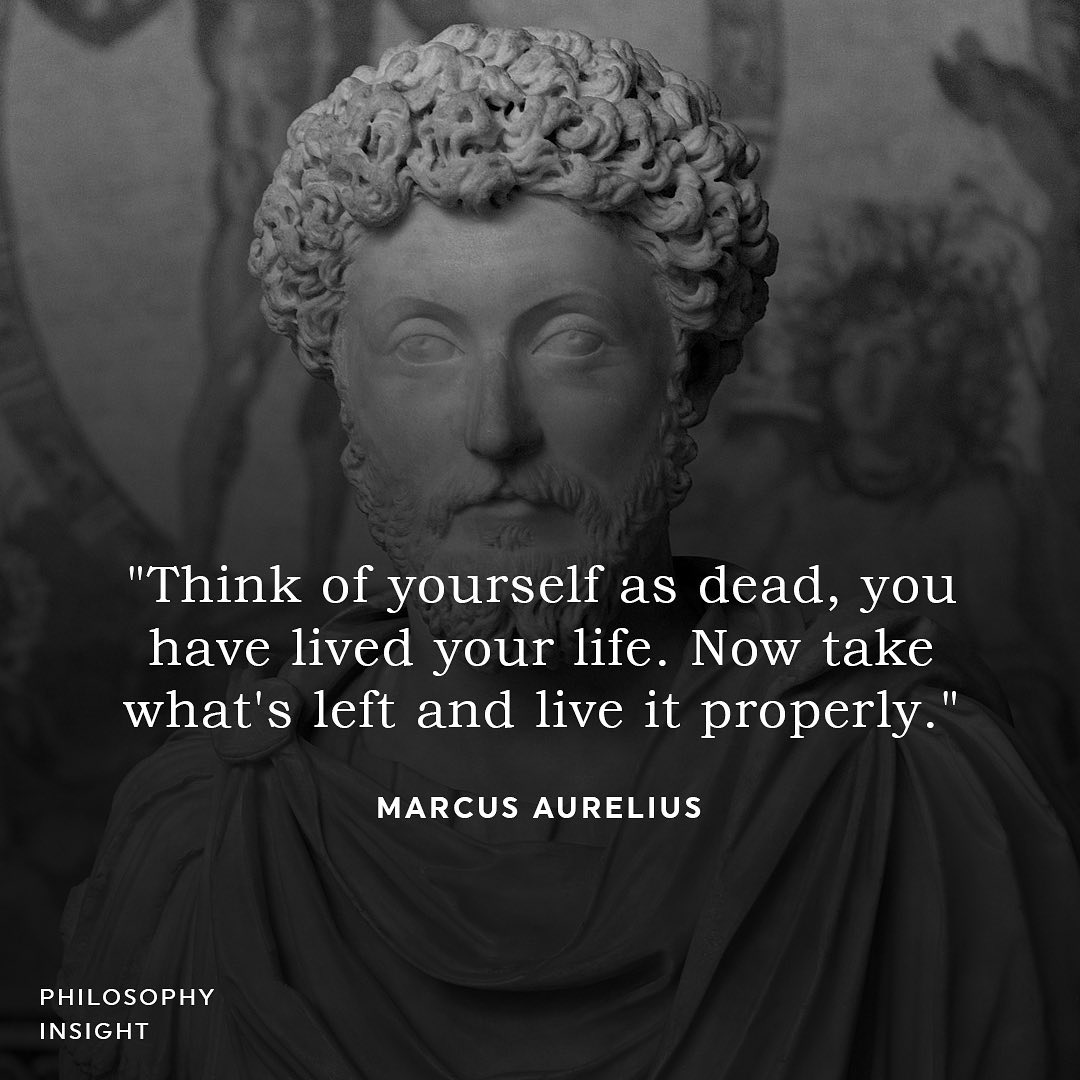 "Think of yourself as dead, you
have lived your life. Now take
what's left and live it properly."
MARCUS AURELIUS
PHILOSOPHY
INSIGHT